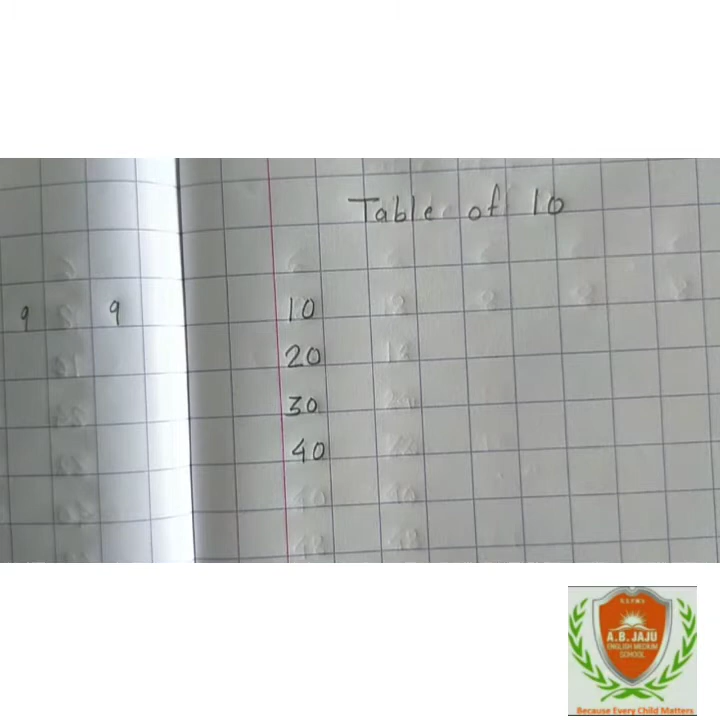 Table of 10
9 9 10
20
30
40
A.B. JAJU
ENGLISH MEDIUM
SCHOOL
Because Every Child Matters